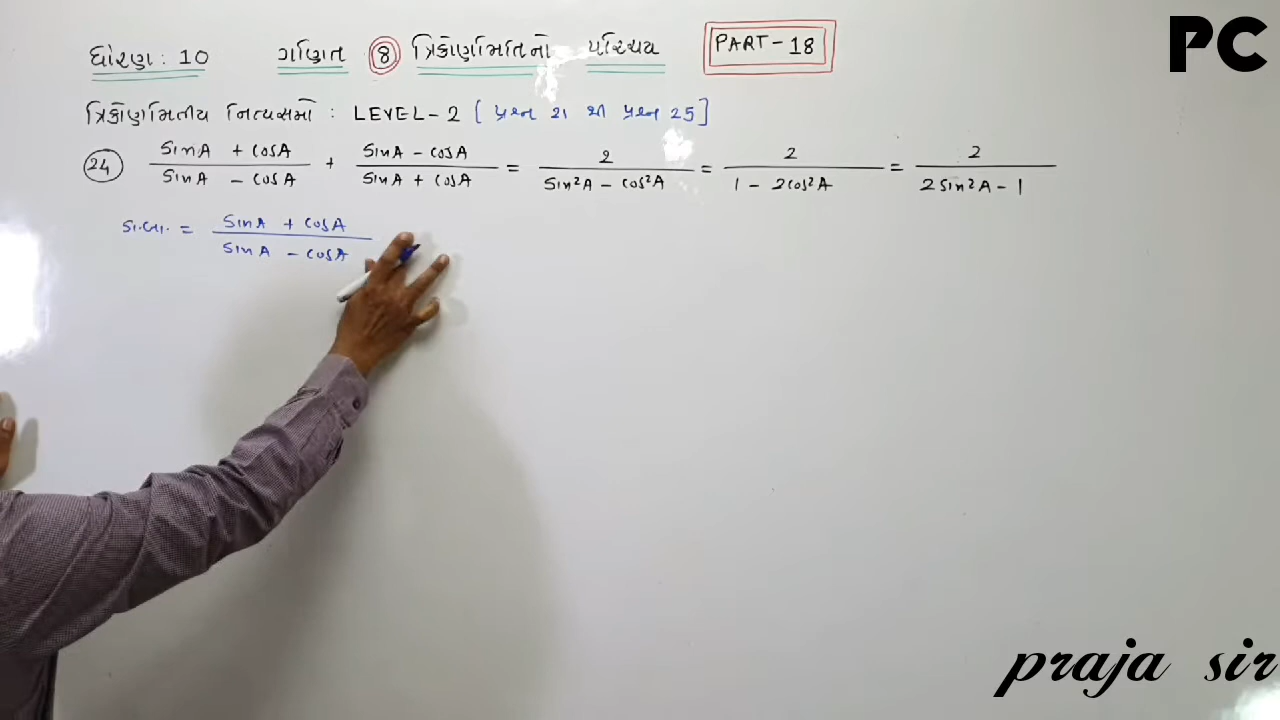 PC
ધોરણ : 10 ગણિત 8 ત્રિકોણમિતિનો પરિચય PART - 18
ત્રિકોણમિતીય નિત્યસમો : LEVEL - 2 [ પ્રશ્ન 21 થી પ્રશ્ન 25 ]
24 (sinA + cosA)/(sinA - cosA) + (sinA - cosA)/(sinA + cosA) = 2/(sin²A - cos²A) = 2/(1 - 2cos²A) = 2/(2sin²A - 1)
ડા.બા. = (sinA + cosA)/(sinA - cosA)
praja sir